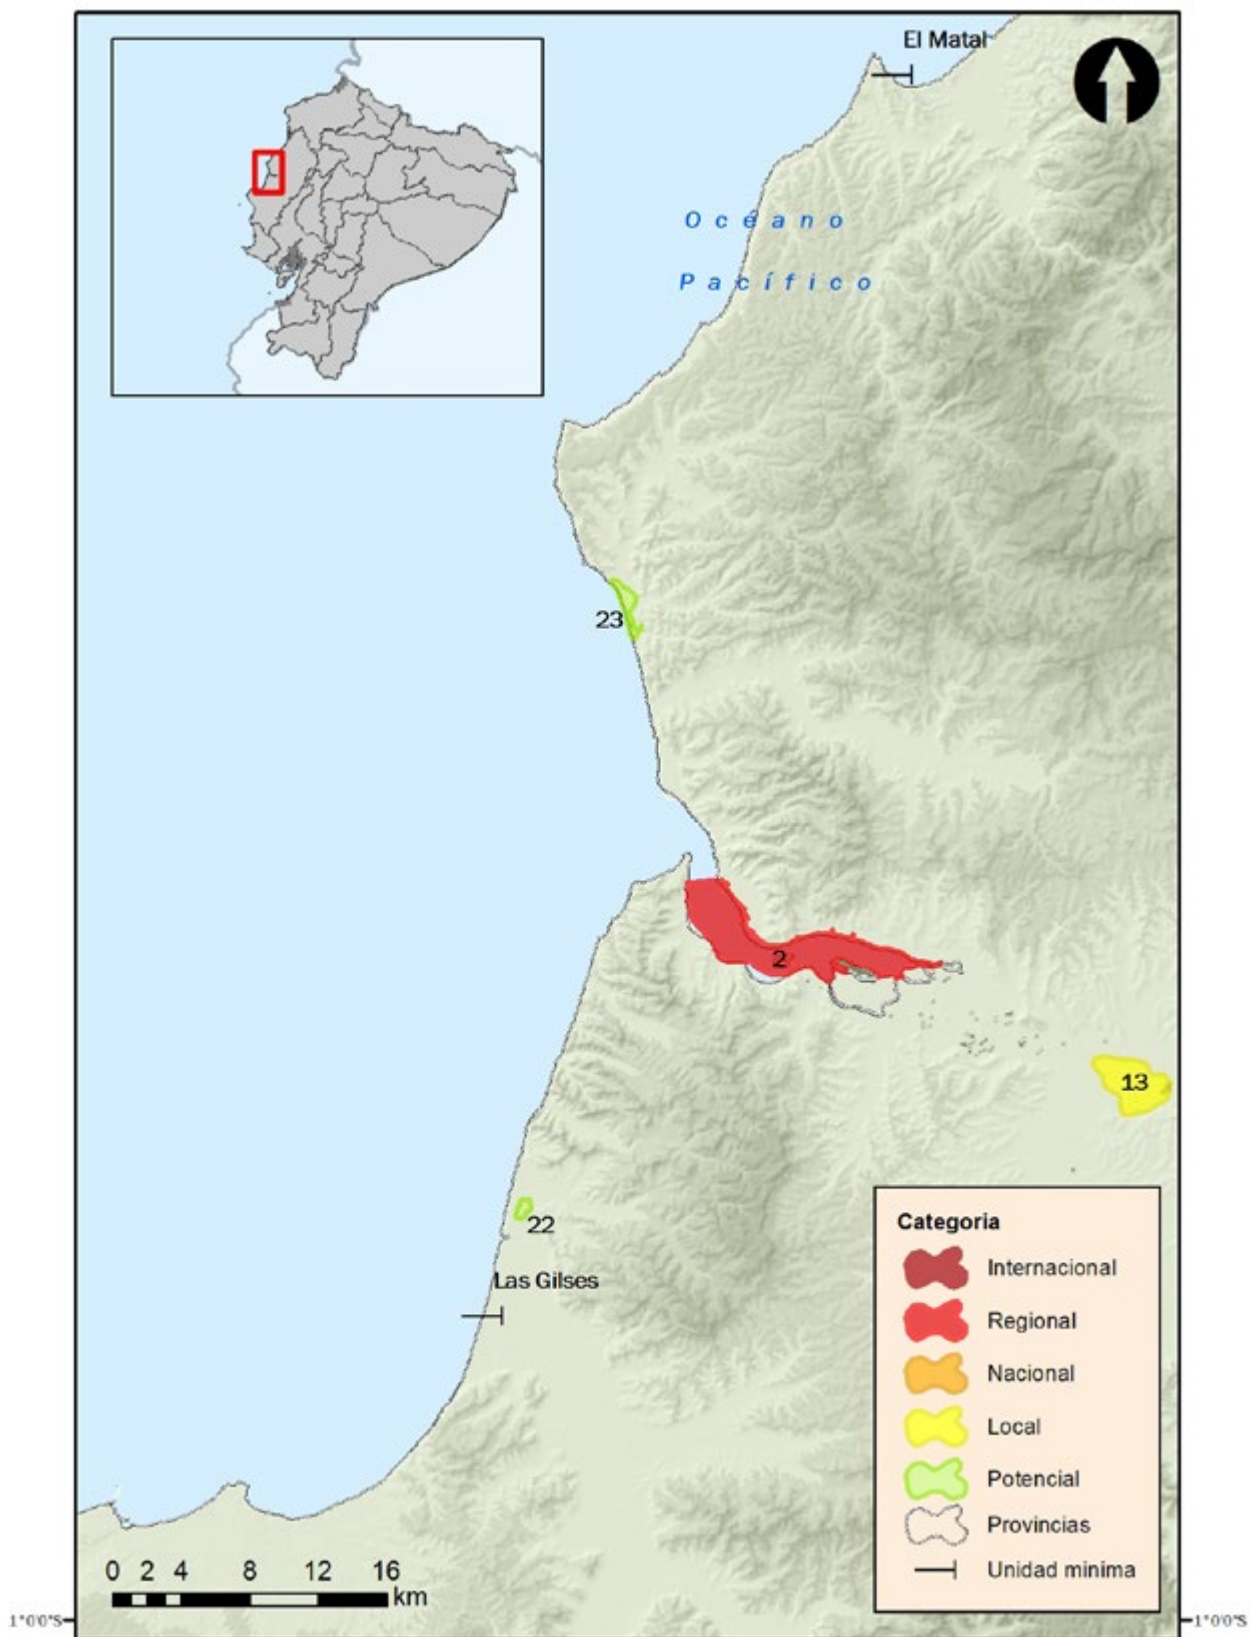 El Matal
Océano
Pacífico
23
2
13
22
Las Gilses
Categoria
Internacional
Regional
Nacional
Local
Potencial
Provincias
Unidad minima
0 2 4 8 12 16
km
1°0'0"S
1°0'0"S